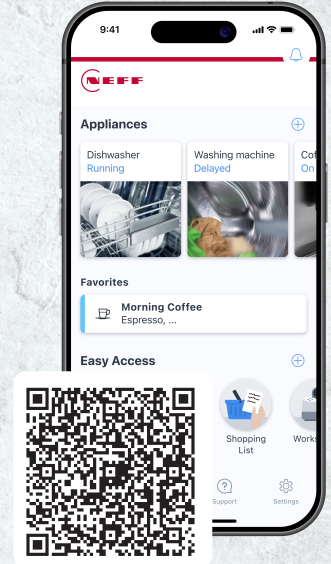 9:41
NEFF
Appliances
Dishwasher
Running
Washing machine
Delayed
Cof
On
Favorites
Morning Coffee
Espresso, ...
Easy Access
Shopping
List
Works
Support
Settings